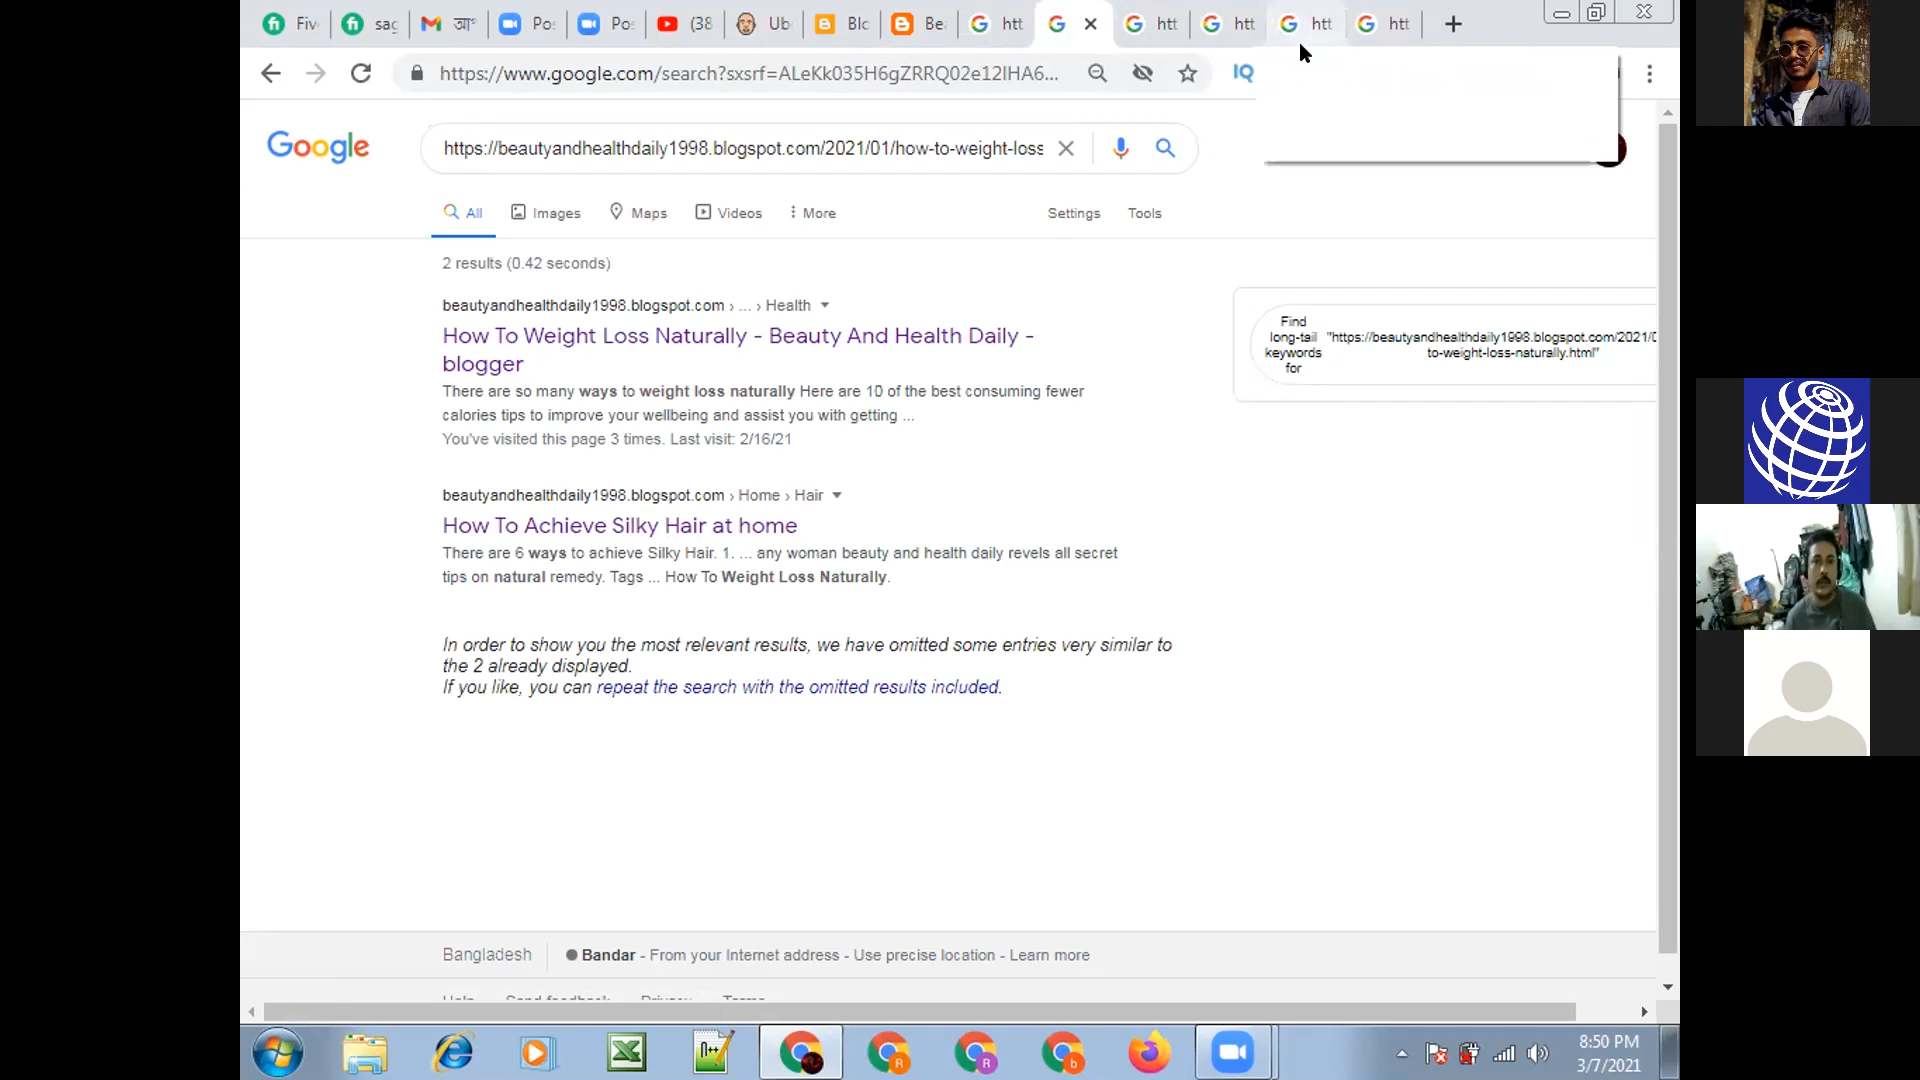 Fiv
sag
আ
Po:
Po:
(38
Ub
Blc
Be
htt
htt
htt
htt
htt
https://www.google.com/search?sxsrf=ALeKk035H6gZRRQ02e12IHA6...
IQ
Google
https://beautyandhealthdaily1998.blogspot.com/2021/01/how-to-weight-loss
All
Images
Maps
Videos
More
Settings
Tools
2 results (0.42 seconds)
beautyandhealthdaily1998.blogspot.com › ... › Health
How To Weight Loss Naturally - Beauty And Health Daily -
blogger
There are so many ways to weight loss naturally Here are 10 of the best consuming fewer
calories tips to improve your wellbeing and assist you with getting ...
You've visited this page 3 times. Last visit: 2/16/21
beautyandhealthdaily1998.blogspot.com › Home › Hair
How To Achieve Silky Hair at home
There are 6 ways to achieve Silky Hair. 1. ... any woman beauty and health daily revels all secret
tips on natural remedy. Tags ... How To Weight Loss Naturally.
In order to show you the most relevant results, we have omitted some entries very similar to
the 2 already displayed.
If you like, you can repeat the search with the omitted results included.
Find
long-tail
keywords
for
"https://beautyandhealthdaily1998.blogspot.com/2021/0
to-weight-loss-naturally.html"
Bangladesh
Bandar - From your Internet address - Use precise location - Learn more
Help
Send feedback
Privacy
Terms
8:50 PM
3/7/2021